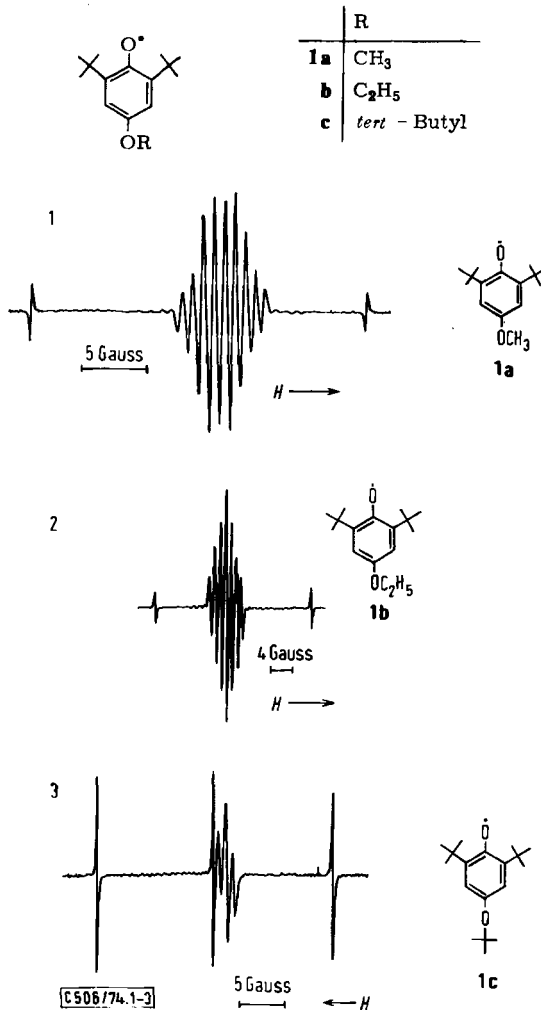 O•
OR
R
1a CH₃
b C₂H₅
c tert - Butyl
1
5 Gauss
H
Ȯ
OCH₃
1a
2
4 Gauss
H
Ȯ
OC₂H₅
1b
3
5 Gauss
H
Ȯ
O
1c
C506/74.1-3